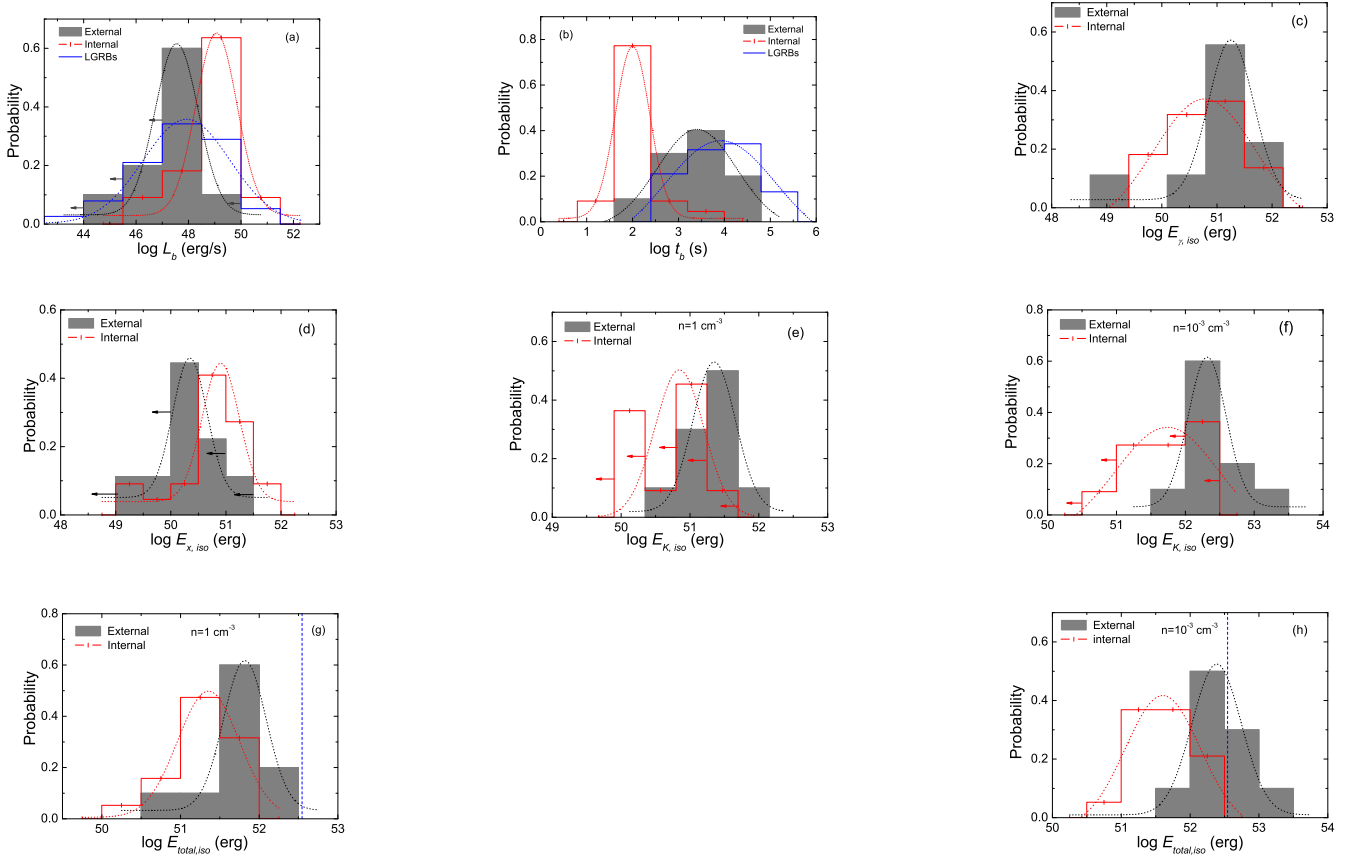 External
Internal
LGRBs
(a)
Probability
0.0 0.2 0.4 0.6
44 46 48 50 52
log L_b (erg/s)
External
Internal
LGRBs
(b)
Probability
0.0 0.2 0.4 0.6 0.8 1.0
0 1 2 3 4 5 6
log t_b (s)
External
Internal
(c)
Probability
0.0 0.2 0.4 0.6
48 49 50 51 52 53
log E_γ, iso (erg)
External
Internal
(d)
Probability
0.0 0.2 0.4 0.6
48 49 50 51 52 53
log E_x, iso (erg)
External
Internal
n=1 cm⁻³
(e)
Probability
0.0 0.2 0.4 0.6
49 50 51 52 53
log E_K, iso (erg)
External
Internal
n=10⁻³ cm⁻³
(f)
Probability
0.0 0.2 0.4 0.6 0.8
50 51 52 53 54
log E_K, iso (erg)
External
Internal
n=1 cm⁻³
(g)
Probability
0.0 0.2 0.4 0.6 0.8
50 51 52 53
log E_total,iso (erg)
External
internal
n=10⁻³ cm⁻³
(h)
Probability
0.0 0.2 0.4 0.6
50 51 52 53 54
log E_total,iso (erg)